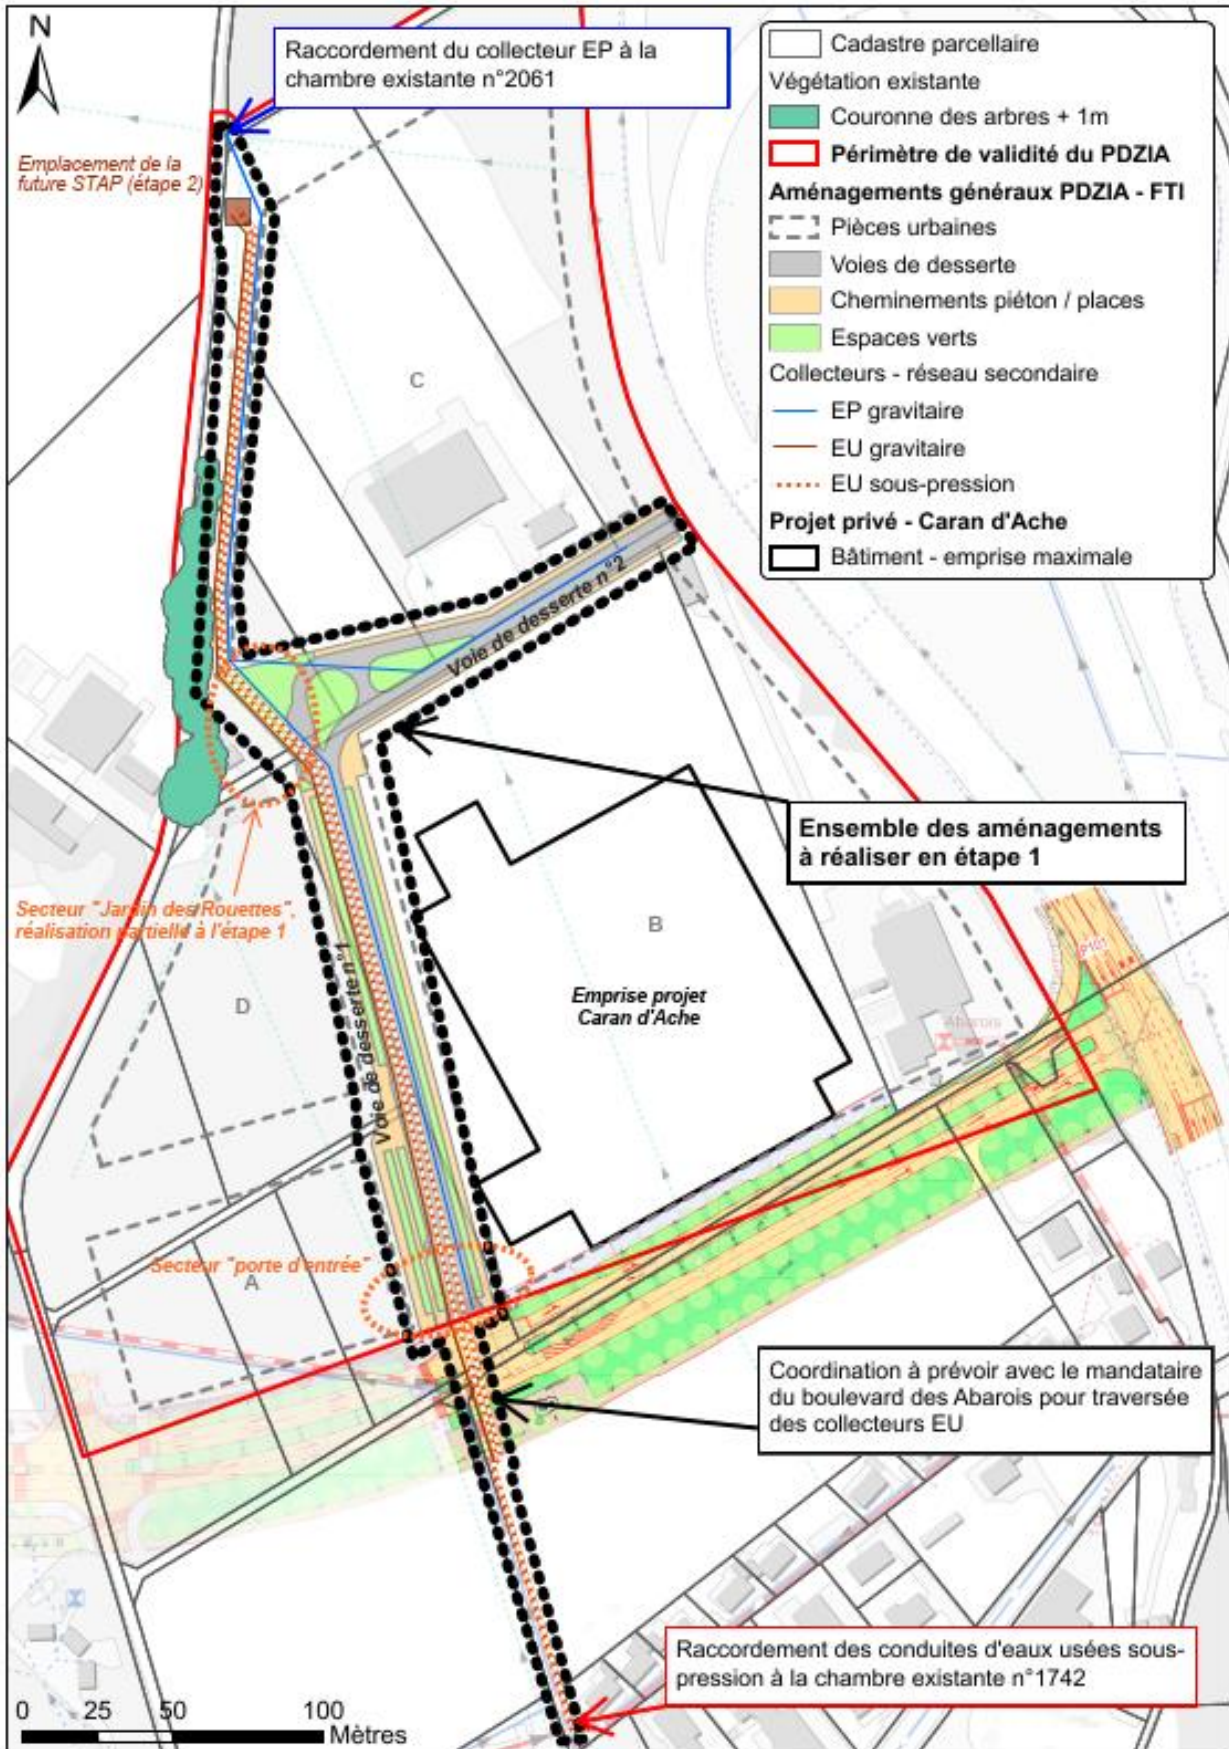 N
Raccordement du collecteur EP à la
chambre existante n°2061
Emplacement de la
future STAP (étape 2)
Cadastre parcellaire
Végétation existante
Couronne des arbres + 1m
Périmètre de validité du PDZIA
Aménagements généraux PDZIA - FTI
Pièces urbaines
Voies de desserte
Cheminements piéton / places
Espaces verts
Collecteurs - réseau secondaire
EP gravitaire
EU gravitaire
EU sous-pression
Projet privé - Caran d'Ache
Bâtiment - emprise maximale
C
Voie de desserte n°2
Ensemble des aménagements
à réaliser en étape 1
Secteur "Jardin des Rouettes",
réalisation partielle à l'étape 1
B
P101
Emprise projet
Caran d'Ache
D
Voie de desserte n°1
Abarois
Secteur "porte d'entrée"
A
Coordination à prévoir avec le mandataire
du boulevard des Abarois pour traversée
des collecteurs EU
Raccordement des conduites d'eaux usées sous-
pression à la chambre existante n°1742
0 25 50 100
Mètres